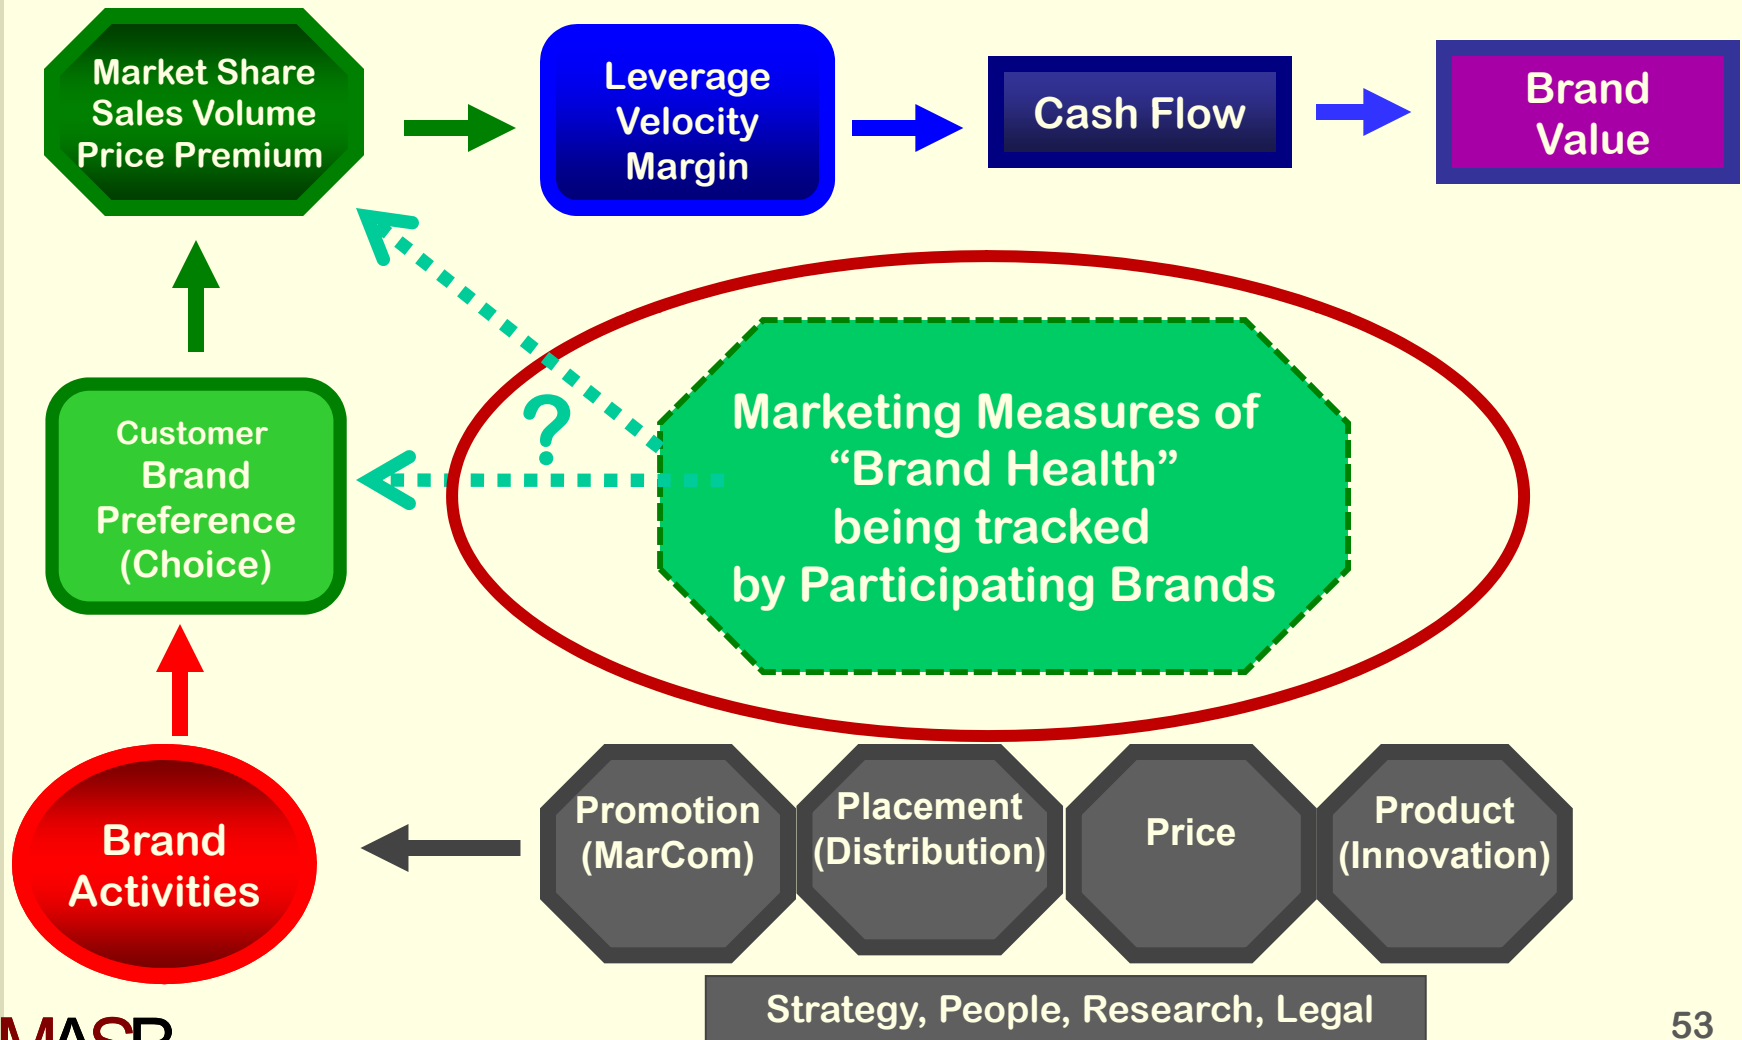 Market Share
Sales Volume
Price Premium
Leverage
Velocity
Margin
Cash Flow
Brand
Value
?
Marketing Measures of
“Brand Health”
being tracked
by Participating Brands
Customer
Brand
Preference
(Choice)
Brand
Activities
Promotion
(MarCom)
Placement
(Distribution)
Price
Product
(Innovation)
Strategy, People, Research, Legal
53